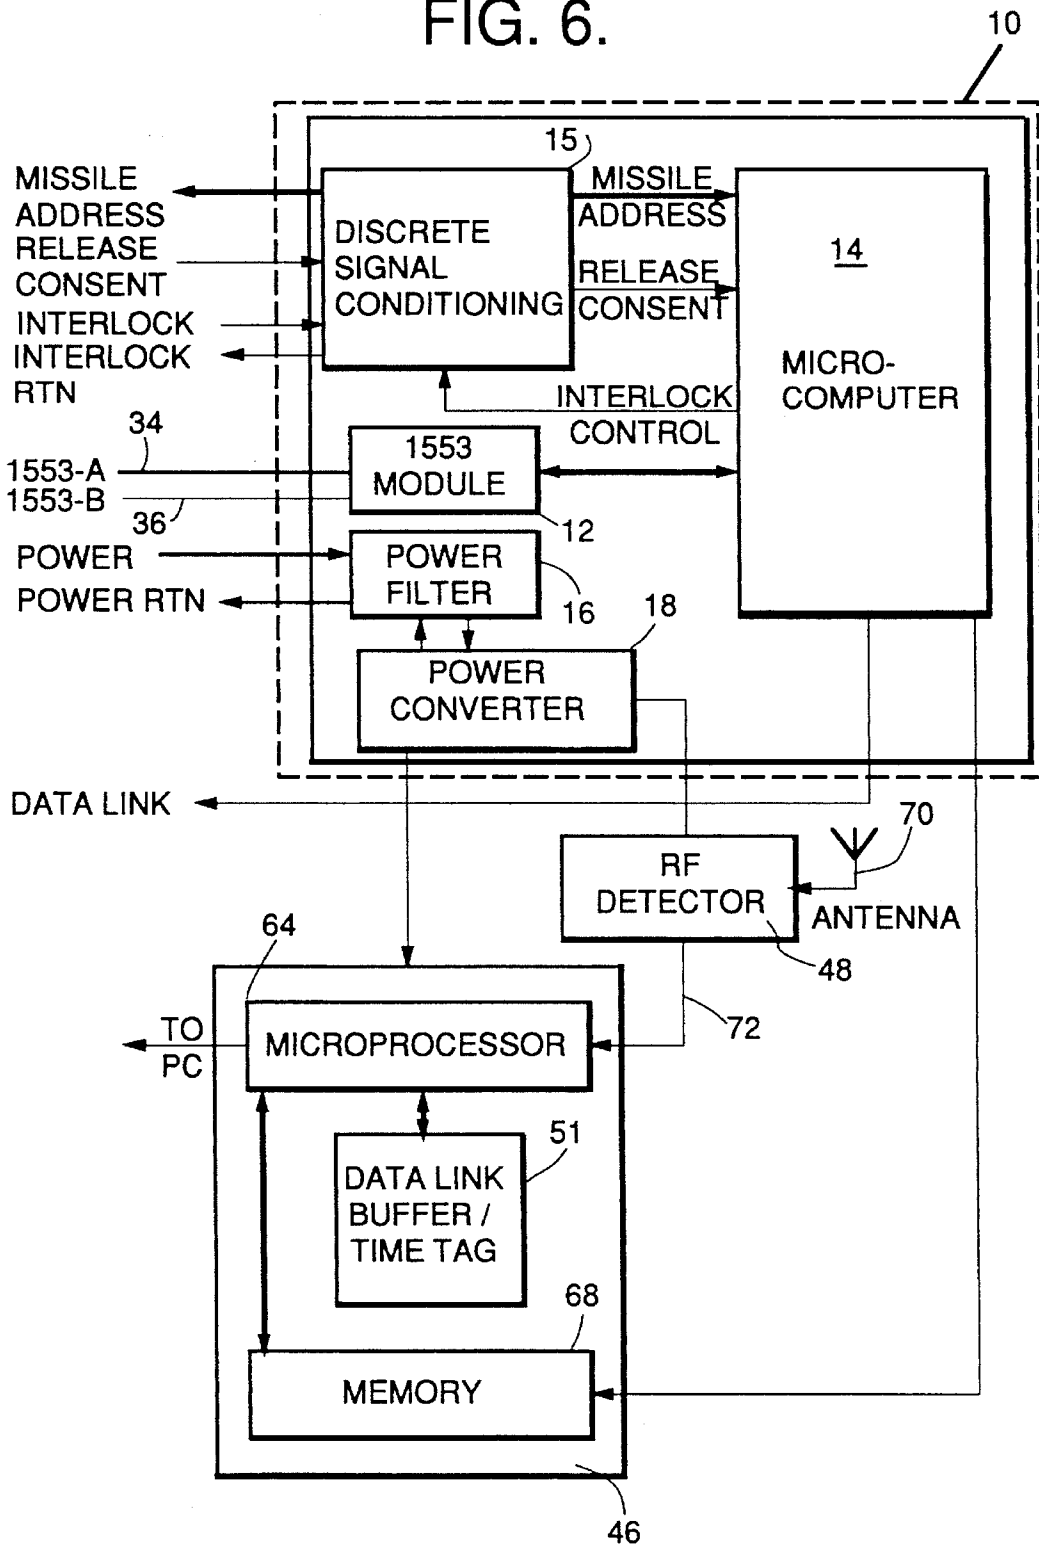 FIG. 6.
10
15
MISSILE
ADDRESS
RELEASE
CONSENT
INTERLOCK
INTERLOCK
RTN
DISCRETE
SIGNAL
CONDITIONING
MISSILE
ADDRESS
RELEASE
CONSENT
14
MICRO-
COMPUTER
INTERLOCK
CONTROL
34
1553-A
1553-B
36
1553
MODULE
12
POWER
POWER RTN
POWER
FILTER
16
18
POWER
CONVERTER
DATA LINK
70
RF
DETECTOR
ANTENNA
48
64
72
TO
PC
MICROPROCESSOR
51
DATA LINK
BUFFER /
TIME TAG
68
MEMORY
46